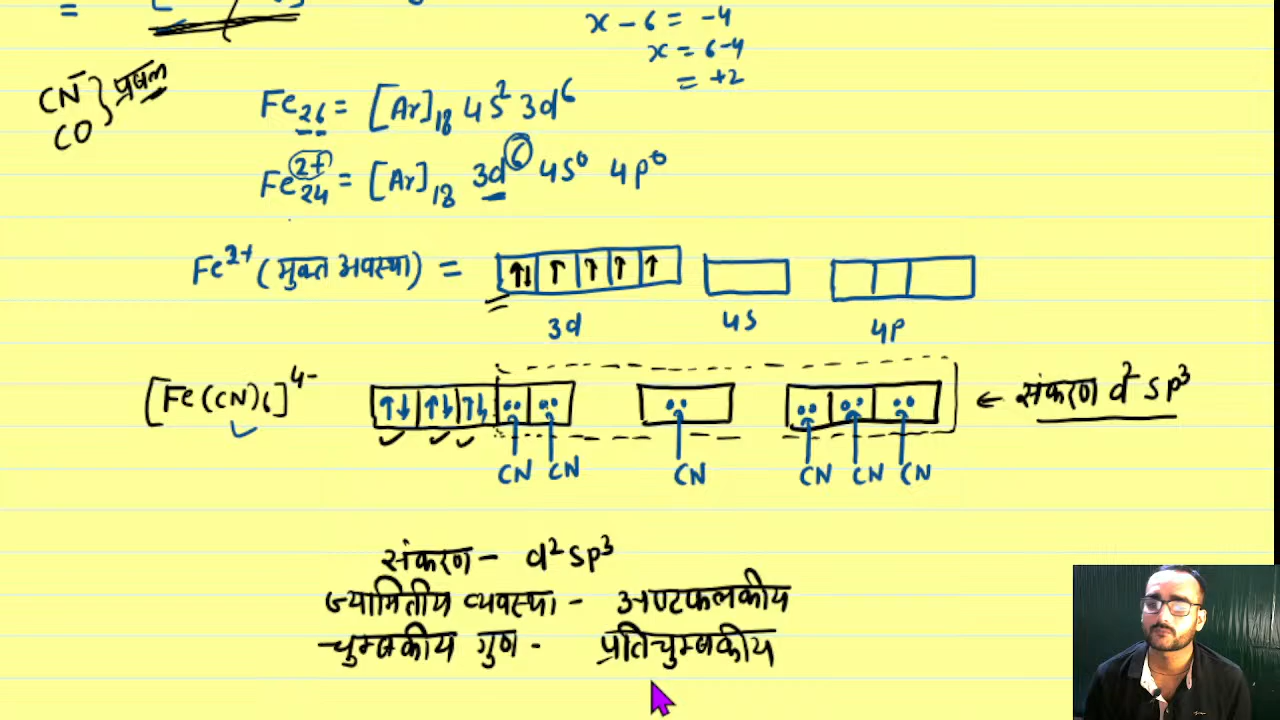 =
x - 6 = -4
x = 6-4
= +2
CN⁻
CO } प्रबल
Fe₂₆ = [Ar]₁₈ 4S² 3d⁶
Fe²⁺₂₄ = [Ar]₁₈ 3d⁶ 4S⁰ 4p⁰
Fe²⁺ (मुक्त अवस्था) = ↑↓ ↑ ↑ ↑ ↑
3d 4S 4p
[Fe(CN)₆]⁴⁻ ↑↓ ↑↓ ↑↓ •• •• •• •• •• •• ← संकरण d²sp³
CN CN CN CN CN CN
संकरण - d²sp³
ज्यामितीय व्यवस्था - अष्टफलकीय
चुम्बकीय गुण - प्रतिचुम्बकीय